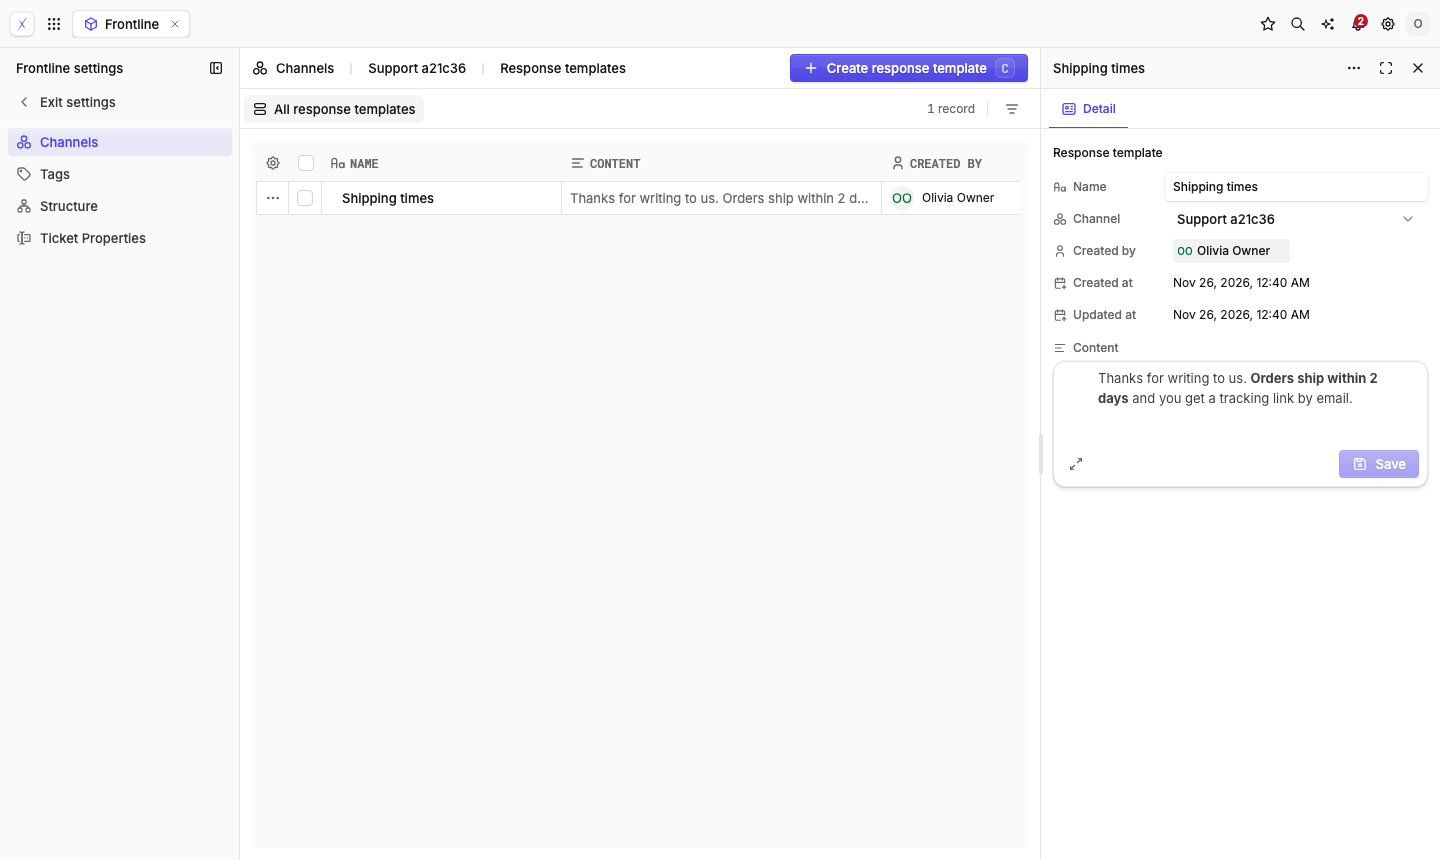 Frontline
2
O
Frontline settings
Exit settings
Channels
Tags
Structure
Ticket Properties
Channels | Support a21c36 | Response templates
Create response template C
All response templates
1 record
NAME CONTENT CREATED BY
Shipping times Thanks for writing to us. Orders ship within 2 d... OO Olivia Owner
Shipping times
Detail
Response template
Name Shipping times
Channel Support a21c36
Created by OO Olivia Owner
Created at Nov 26, 2026, 12:40 AM
Updated at Nov 26, 2026, 12:40 AM
Content
Thanks for writing to us. Orders ship within 2
days and you get a tracking link by email.
Save